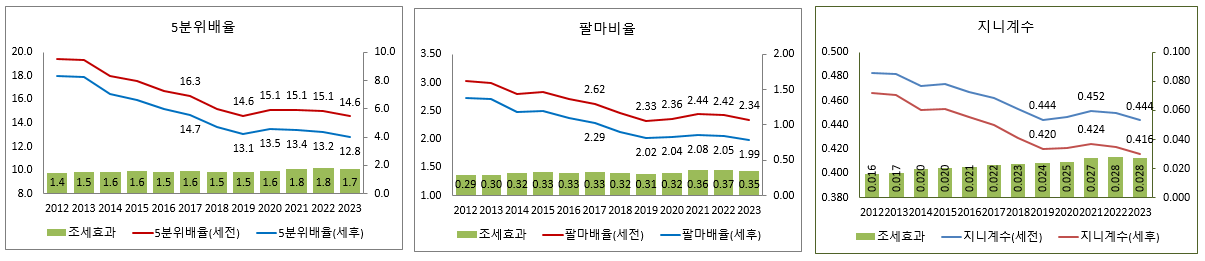 5분위배율
20.0 10.0
18.0 8.0
16.0 6.0
14.0 4.0
12.0 2.0
10.0
8.0 0.0
16.3 14.6 15.1 15.1 15.1 14.6
14.7 13.1 13.5 13.4 13.2 12.8
1.4 1.5 1.6 1.6 1.6 1.6 1.5 1.5 1.6 1.8 1.8 1.7
2012 2013 2014 2015 2016 2017 2018 2019 2020 2021 2022 2023
조세효과 5분위배율(세전) 5분위배율(세후)
팔마비율
3.50 2.00
3.00 1.50
2.50 1.00
2.00
1.50 0.50
1.00 0.00
2.62 2.33 2.36 2.44 2.42 2.34
2.29 2.02 2.04 2.08 2.05 1.99
0.29 0.30 0.32 0.33 0.33 0.33 0.32 0.31 0.32 0.36 0.37 0.35
2012 2013 2014 2015 2016 2017 2018 2019 2020 2021 2022 2023
조세효과 팔마배율(세전) 팔마배율(세후)
지니계수
0.500 0.100
0.480 0.080
0.460 0.060
0.440
0.420 0.040
0.400 0.020
0.380 0.000
0.444 0.452 0.444
0.420 0.424 0.416
0.016 0.017 0.020 0.020 0.021 0.022 0.023 0.024 0.025 0.027 0.028 0.028
2012 2013 2014 2015 2016 2017 2018 2019 2020 2021 2022 2023
조세효과 지니계수(세전) 지니계수(세후)